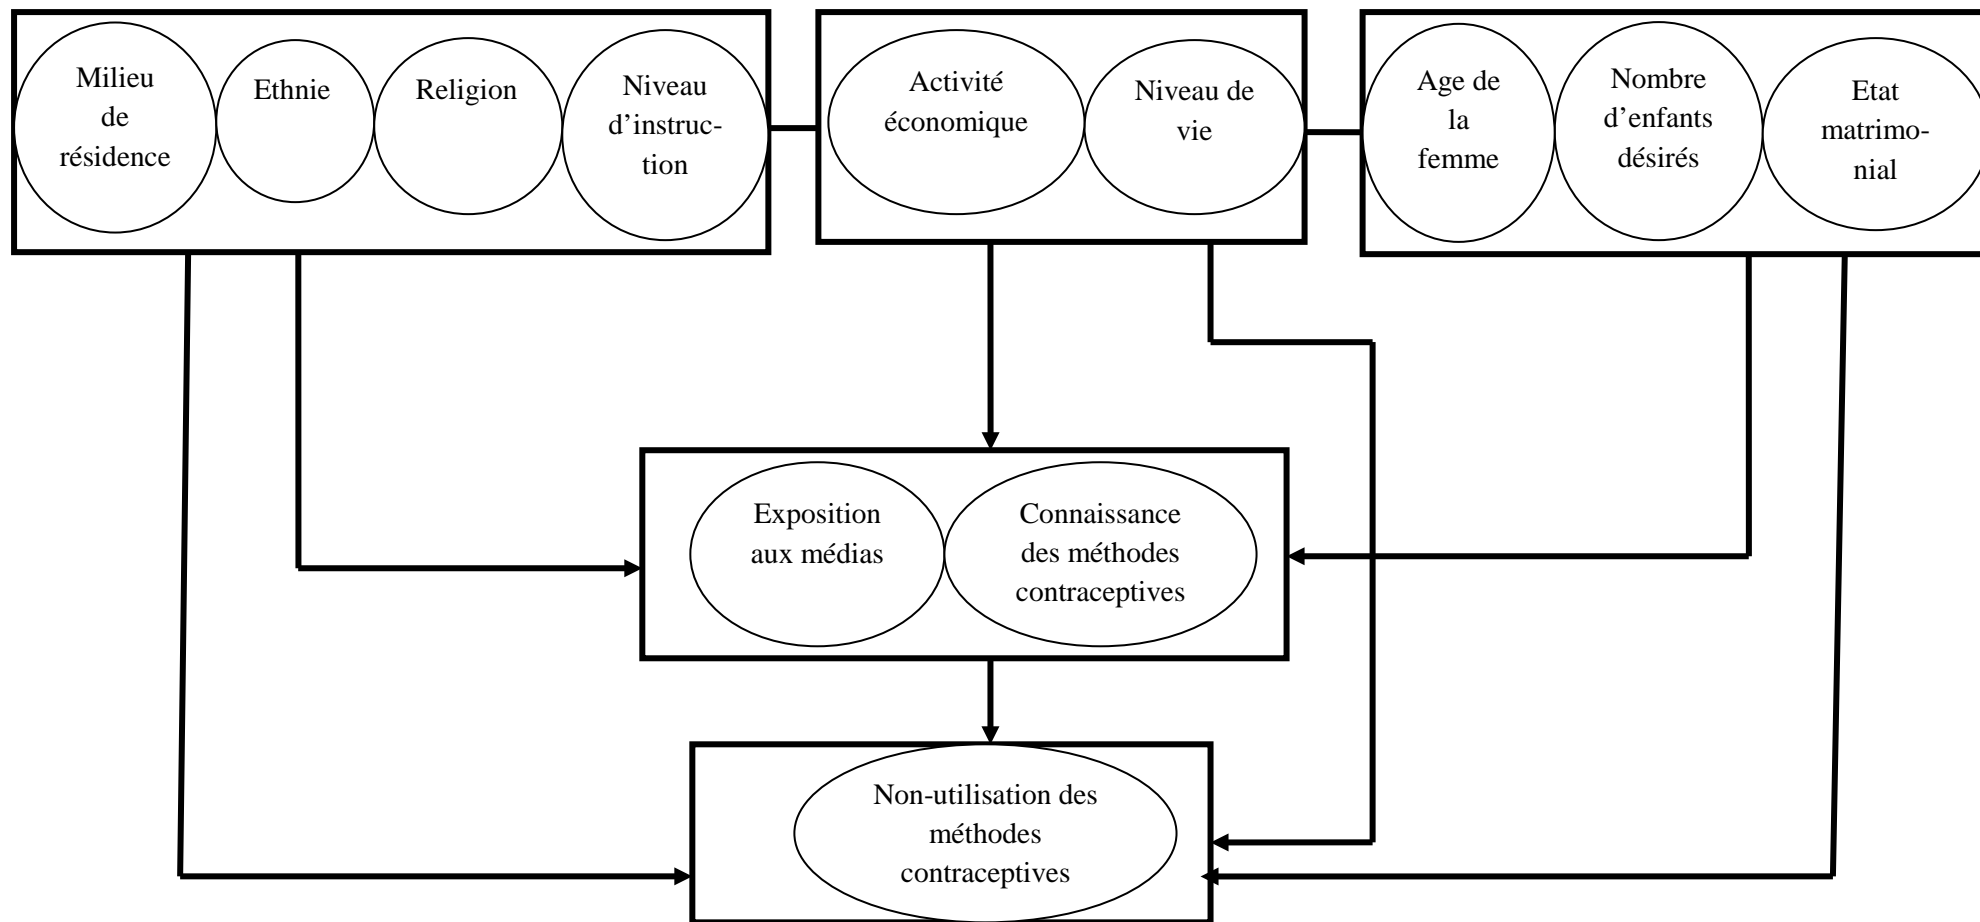 Milieu
de
résidence
Ethnie
Religion
Niveau
d’instruc-
tion
Activité
économique
Niveau de
vie
Age de
la
femme
Nombre
d’enfants
désirés
Etat
matrimo-
nial
Exposition
aux médias
Connaissance
des méthodes
contraceptives
Non-utilisation des
méthodes
contraceptives